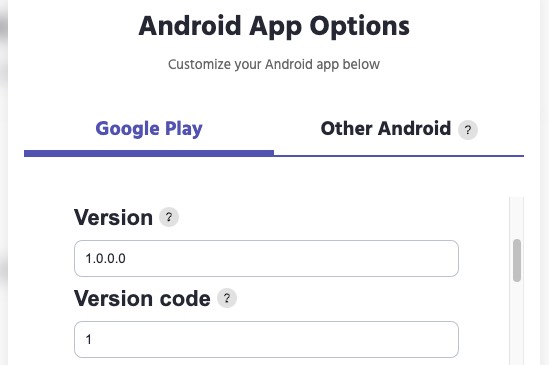 Android App Options
Customize your Android app below
Google Play
Other Android ?
Version ?
1.0.0.0
Version code ?
1